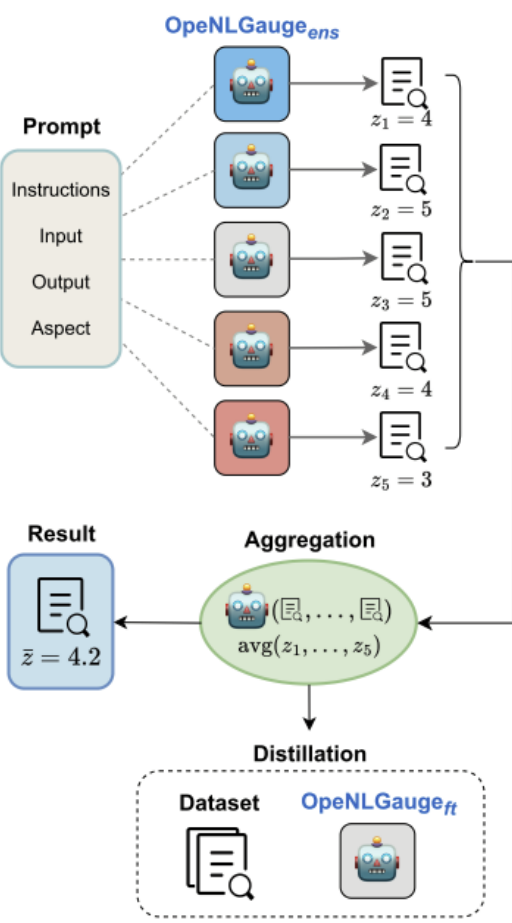 OpeNLGauge_ens
Prompt
Instructions
Input
Output
Aspect
z_1 = 4
z_2 = 5
z_3 = 5
z_4 = 4
z_5 = 3
Result
z̄ = 4.2
Aggregation
( , . . . , )
avg(z_1, . . . , z_5)
Distillation
Dataset
OpeNLGauge_ft